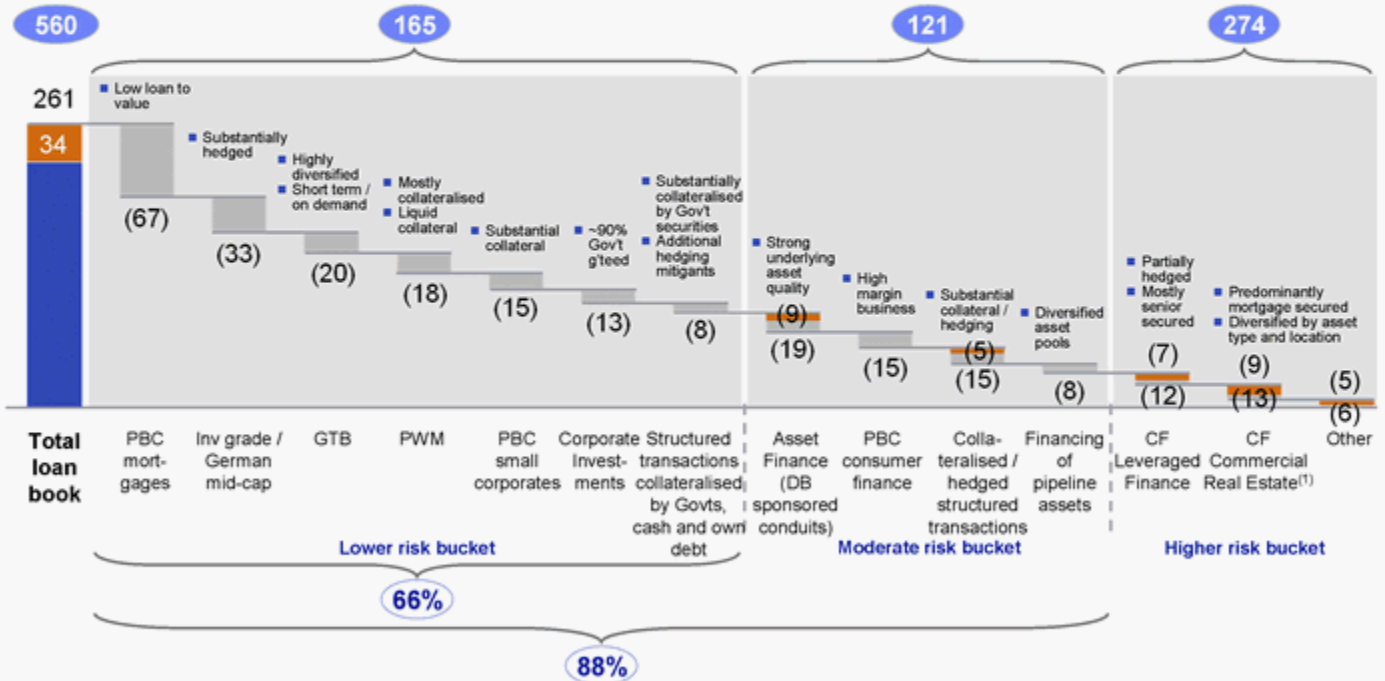 560
165
121
274
261
34
Low loan to
value
(67)
Substantially
hedged
(33)
Highly
diversified
Short term /
on demand
(20)
Mostly
collateralised
Liquid
collateral
(18)
Substantial
collateral
(15)
~90%
Gov't
g'teed
(13)
Substantially
collateralised
by Gov't
securities
Additional
hedging
mitigants
(8)
Strong
underlying
asset
quality
(9)
(19)
High
margin
business
(15)
Substantial
collateral /
hedging
(5)
(15)
Diversified
asset
pools
(8)
Partially
hedged
Mostly
senior
secured
(7)
(12)
Predominantly
mortgage secured
Diversified by asset
type and location
(9)
(13)
(5)
(6)
Total
loan
book
PBC
mort-
gages
Inv grade /
German
mid-cap
GTB
PWM
PBC
small
corporates
Corporate
Invest-
ments
Structured
transactions
collateralised
by Govts,
cash and own
debt
Asset
Finance
(DB
sponsored
conduits)
PBC
consumer
finance
Colla-
teralised /
hedged
structured
transactions
Financing
of
pipeline
assets
CF
Leveraged
Finance
CF
Commercial
Real Estate(1)
Other
Lower risk bucket
Moderate risk bucket
Higher risk bucket
66%
88%